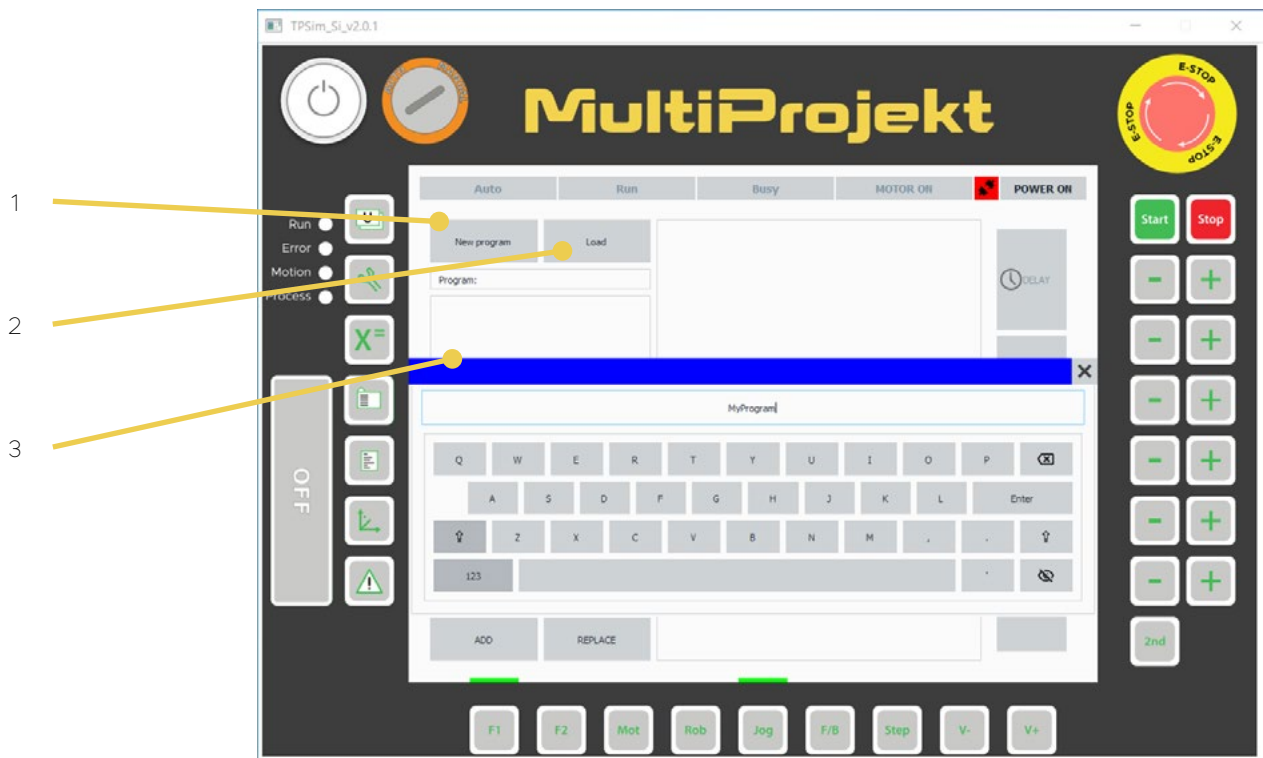 TPSim_Si_v2.0.1
MultiProjekt
E-STOP
E-STOP
E-STOP
Auto Run Busy MOTOR ON POWER ON
1
Run
Error
Motion
Process
New program Load
Start Stop
Program:
DELAY
- +
2
X=
- +
MyProgram
- +
3
OFF
Q W E R T Y U I O P
- +
A S D F G H J K L Enter
- +
Z X C V B N M , .
123 '
- +
ADD REPLACE
2nd
F1 F2 Mot Rob Jog F/B Step V- V+